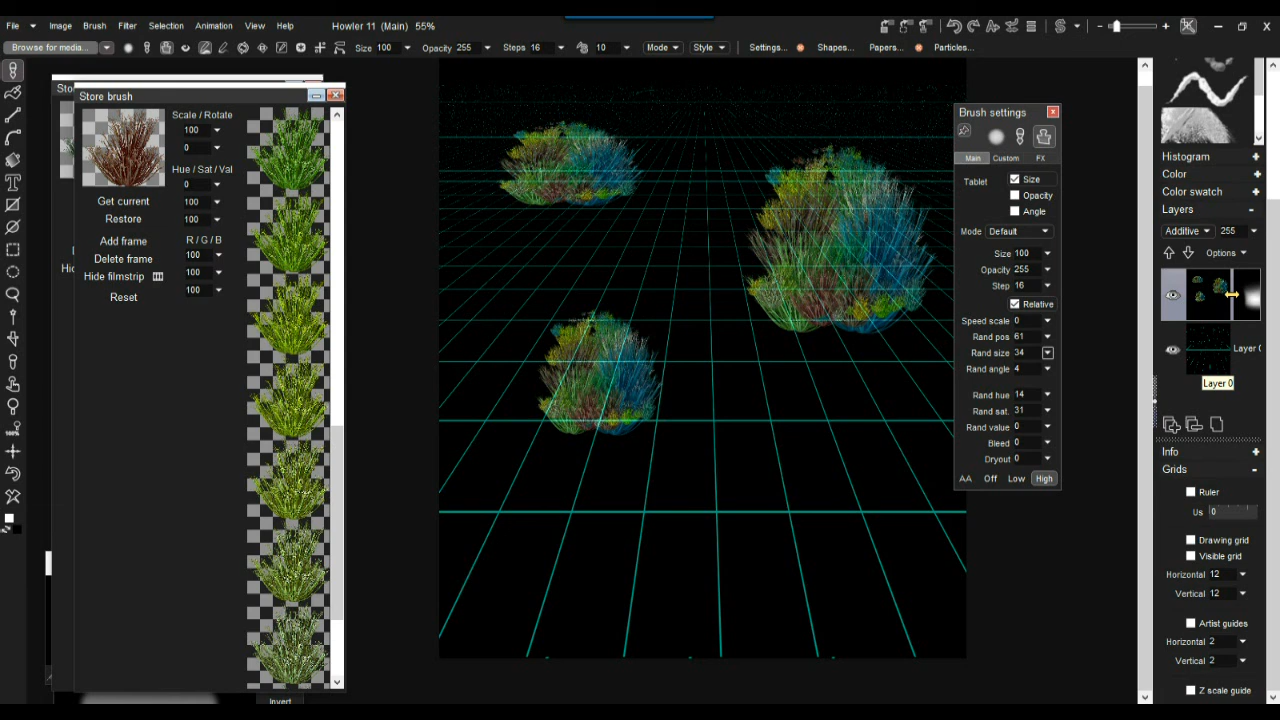 File Image Brush Filter Selection Animation View Help Howler 11 (Main) 55%
Browse for media... Size 100 Opacity 255 Steps 16 10 Mode Style Settings... Shapes... Papers... Particles...
Store brush
Scale / Rotate
100
0
Hue / Sat / Val
0
Get current 100
Restore 100
Add frame R / G / B
Delete frame 100
Hide filmstrip 100
Reset 100
Invert
Brush settings
Main Custom FX
Tablet Size
Opacity
Angle
Mode Default
Size 100
Opacity 255
Step 16
Relative
Speed scale 0
Rand pos 61
Rand size 34
Rand angle 4
Rand hue 14
Rand sat. 31
Rand value 0
Bleed 0
Dryout 0
AA Off Low High
Histogram
Color
Color swatch
Layers
Additive 255
Options
Layer 0
Info
Grids
Ruler
Us 0
Drawing grid
Visible grid
Horizontal 12
Vertical 12
Artist guides
Horizontal 2
Vertical 2
Z scale guide